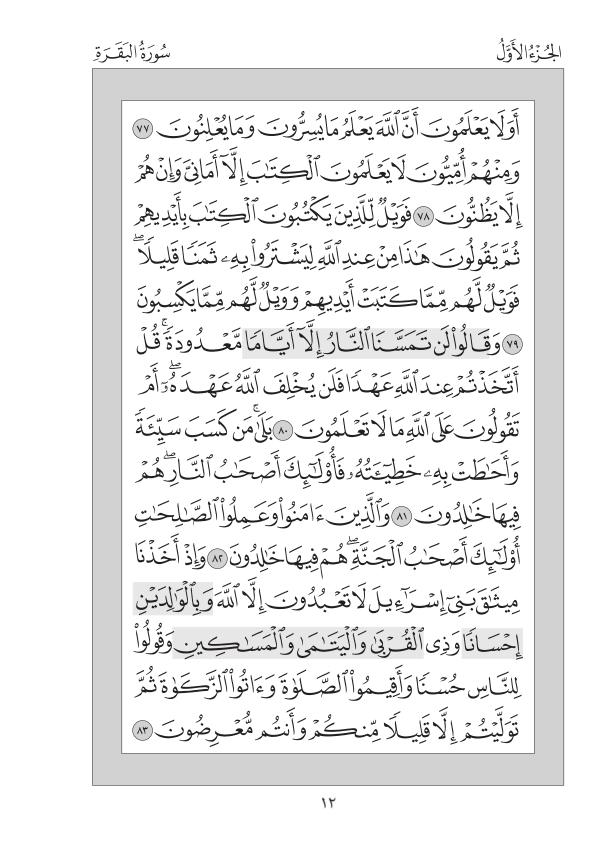 الجُزْءُ الأَوَّلُ
سُورَةُ البَقَرَةِ
أَوَلَا يَعْلَمُونَ أَنَّ ٱللَّهَ يَعْلَمُ مَا يُسِرُّونَ وَمَا يُعْلِنُونَ ٧٧
وَمِنْهُمْ أُمِّيُّونَ لَا يَعْلَمُونَ ٱلْكِتَٰبَ إِلَّآ أَمَانِىَّ وَإِنْ هُمْ
إِلَّا يَظُنُّونَ ٧٨ فَوَيْلٌ لِّلَّذِينَ يَكْتُبُونَ ٱلْكِتَٰبَ بِأَيْدِيهِمْ
ثُمَّ يَقُولُونَ هَٰذَا مِنْ عِندِ ٱللَّهِ لِيَشْتَرُوا۟ بِهِۦ ثَمَنًا قَلِيلًا ۖ
فَوَيْلٌ لَّهُم مِّمَّا كَتَبَتْ أَيْدِيهِمْ وَوَيْلٌ لَّهُم مِّمَّا يَكْسِبُونَ
٧٩ وَقَالُوا۟ لَن تَمَسَّنَا ٱلنَّارُ إِلَّآ أَيَّامًا مَّعْدُودَةً ۚ قُلْ
أَتَّخَذْتُمْ عِندَ ٱللَّهِ عَهْدًا فَلَن يُخْلِفَ ٱللَّهُ عَهْدَهُۥٓ ۖ أَمْ
تَقُولُونَ عَلَى ٱللَّهِ مَا لَا تَعْلَمُونَ ٨٠ بَلَىٰ ۚ مَن كَسَبَ سَيِّئَةً
وَأَحَٰطَتْ بِهِۦ خَطِيٓـَٔتُهُۥ فَأُو۟لَٰٓئِكَ أَصْحَٰبُ ٱلنَّارِ ۖ هُمْ
فِيهَا خَٰلِدُونَ ٨١ وَٱلَّذِينَ ءَامَنُوا۟ وَعَمِلُوا۟ ٱلصَّٰلِحَٰتِ
أُو۟لَٰٓئِكَ أَصْحَٰبُ ٱلْجَنَّةِ ۖ هُمْ فِيهَا خَٰلِدُونَ ٨٢ وَإِذْ أَخَذْنَا
مِيثَٰقَ بَنِىٓ إِسْرَٰٓءِيلَ لَا تَعْبُدُونَ إِلَّا ٱللَّهَ وَبِٱلْوَٰلِدَيْنِ
إِحْسَانًا وَذِى ٱلْقُرْبَىٰ وَٱلْيَتَٰمَىٰ وَٱلْمَسَٰكِينِ وَقُولُوا۟
لِلنَّاسِ حُسْنًا وَأَقِيمُوا۟ ٱلصَّلَوٰةَ وَءَاتُوا۟ ٱلزَّكَوٰةَ ثُمَّ
تَوَلَّيْتُمْ إِلَّا قَلِيلًا مِّنكُمْ وَأَنتُم مُّعْرِضُونَ ٨٣
١٢